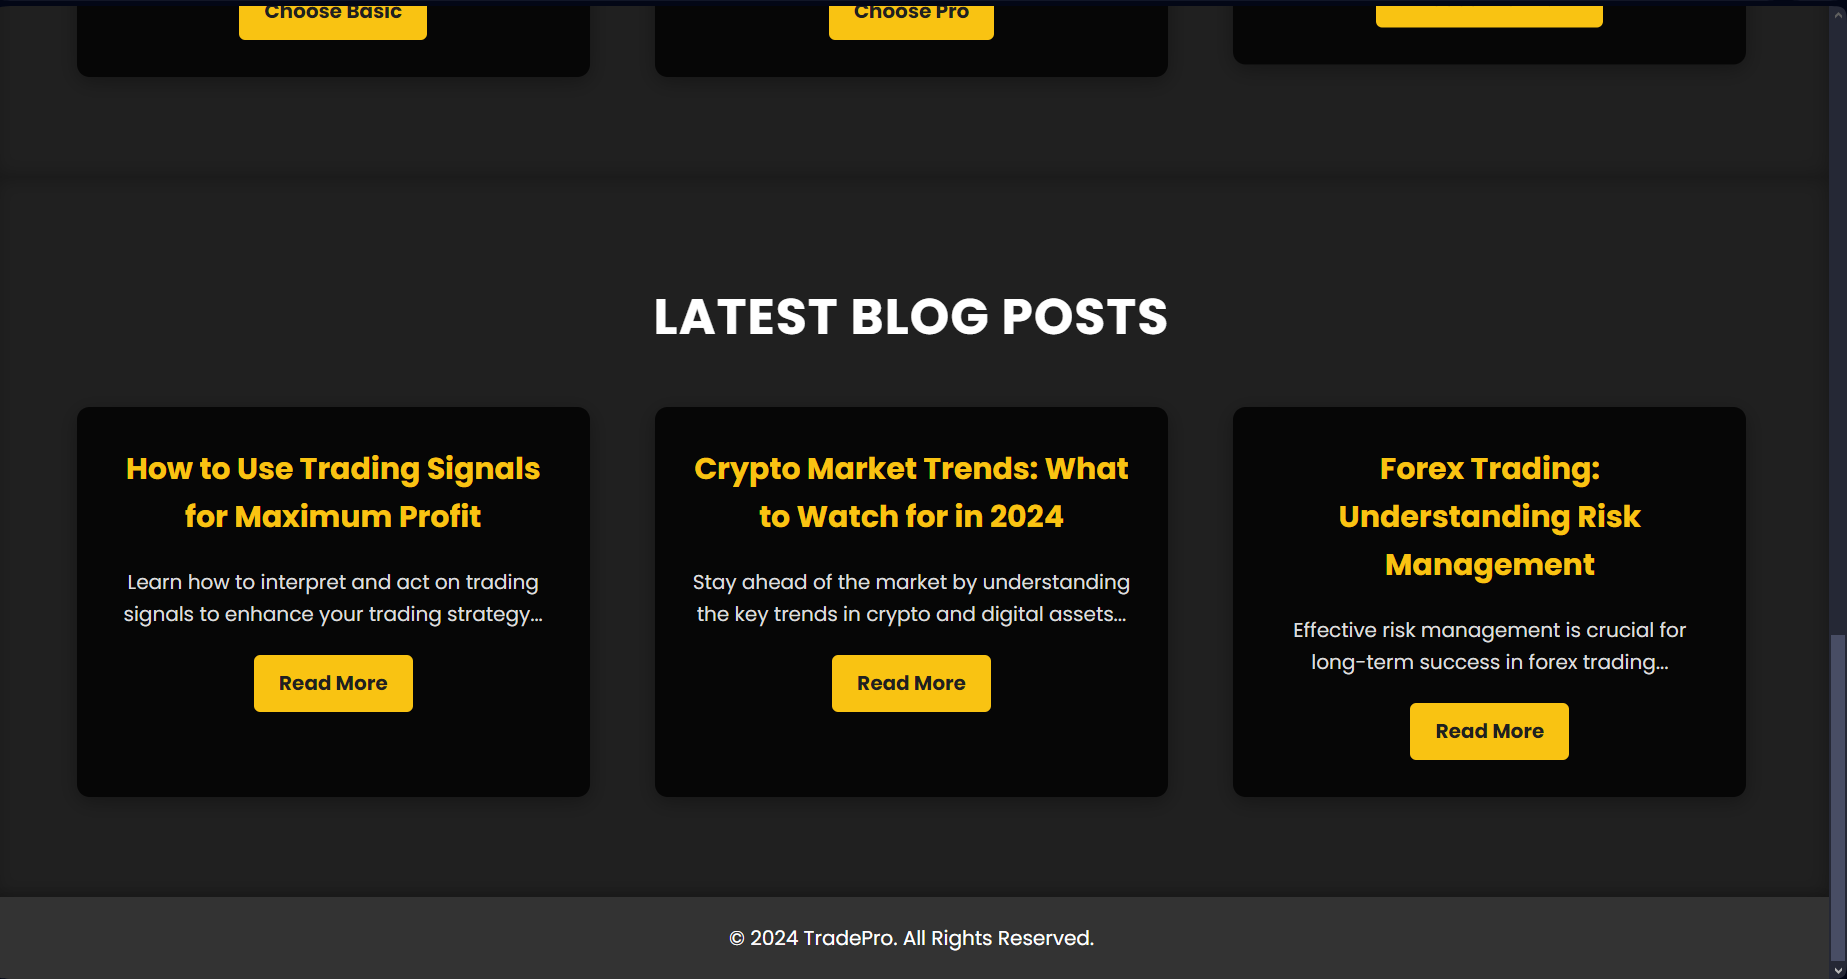 Choose Basic
Choose Pro
LATEST BLOG POSTS
How to Use Trading Signals
for Maximum Profit
Learn how to interpret and act on trading
signals to enhance your trading strategy...
Read More
Crypto Market Trends: What
to Watch for in 2024
Stay ahead of the market by understanding
the key trends in crypto and digital assets...
Read More
Forex Trading:
Understanding Risk
Management
Effective risk management is crucial for
long-term success in forex trading...
Read More
© 2024 TradePro. All Rights Reserved.